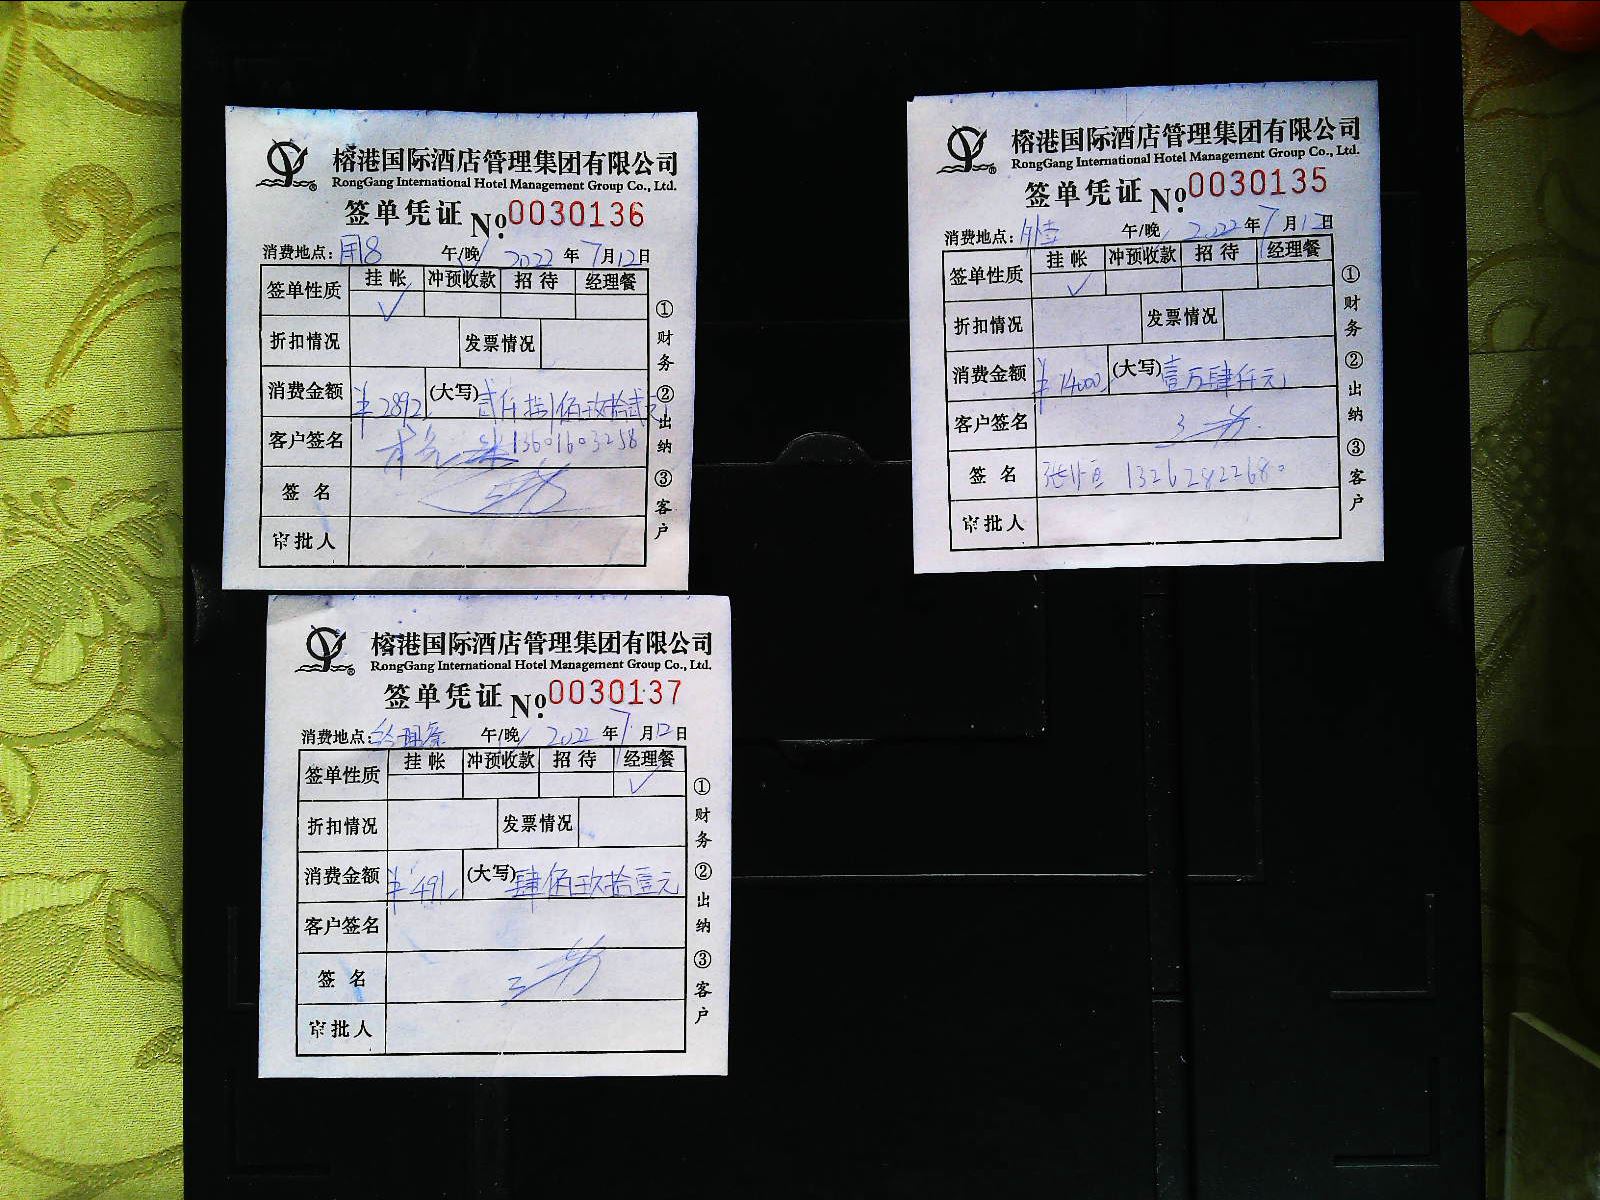 榕港国际酒店管理集团有限公司
RongGang International Hotel Management Group Co., Ltd.
签单凭证 No. 0030136
消费地点: 用8 午/晚 2022 年 7 月 12 日
签单性质 挂帐 冲预收款 招待 经理餐
折扣情况 发票情况
消费金额 ¥2892 (大写) 贰仟捌佰玖拾贰元
客户签名 13601603258
签名
审批人
① 财务 ② 出纳 ③ 客户
榕港国际酒店管理集团有限公司
RongGang International Hotel Management Group Co., Ltd.
签单凭证 No. 0030135
消费地点: 午/晚 2022 年 7 月 12 日
签单性质 挂帐 冲预收款 招待 经理餐
折扣情况 发票情况
消费金额 ¥14000 (大写) 壹万肆仟元
客户签名
签名 13262822680
审批人
① 财务 ② 出纳 ③ 客户
榕港国际酒店管理集团有限公司
RongGang International Hotel Management Group Co., Ltd.
签单凭证 No. 0030137
消费地点: 经理餐 午/晚 2022 年 7 月 12 日
签单性质 挂帐 冲预收款 招待 经理餐
折扣情况 发票情况
消费金额 ¥491 (大写) 肆佰玖拾壹元
客户签名
签名
审批人
① 财务 ② 出纳 ③ 客户